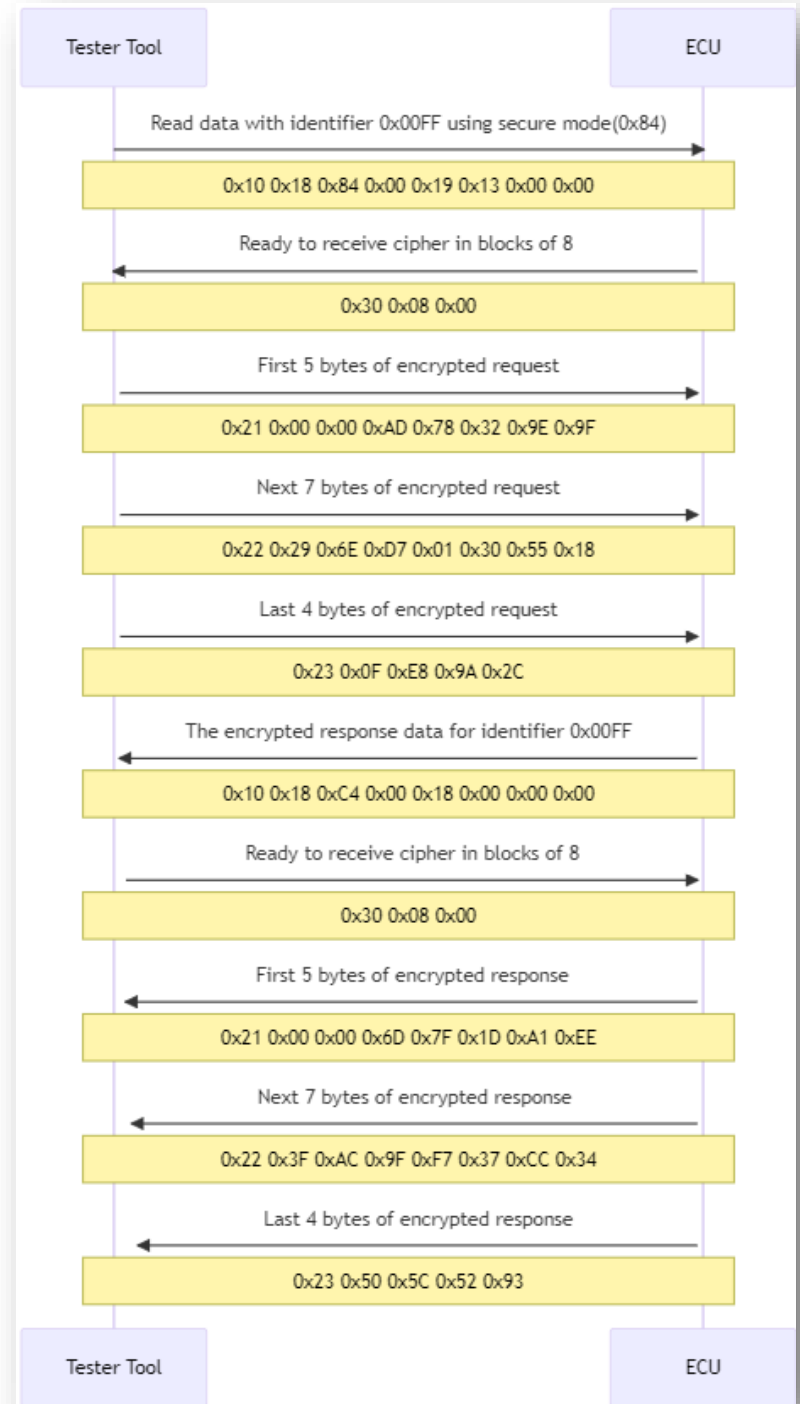 Tester Tool
ECU
Read data with identifier 0x00FF using secure mode(0x84)
0x10 0x18 0x84 0x00 0x19 0x13 0x00 0x00
Ready to receive cipher in blocks of 8
0x30 0x08 0x00
First 5 bytes of encrypted request
0x21 0x00 0x00 0xAD 0x78 0x32 0x9E 0x9F
Next 7 bytes of encrypted request
0x22 0x29 0x6E 0xD7 0x01 0x30 0x55 0x18
Last 4 bytes of encrypted request
0x23 0x0F 0xE8 0x9A 0x2C
The encrypted response data for identifier 0x00FF
0x10 0x18 0xC4 0x00 0x18 0x00 0x00 0x00
Ready to receive cipher in blocks of 8
0x30 0x08 0x00
First 5 bytes of encrypted response
0x21 0x00 0x00 0x6D 0x7F 0x1D 0xA1 0xEE
Next 7 bytes of encrypted response
0x22 0x3F 0xAC 0x9F 0xF7 0x37 0xCC 0x34
Last 4 bytes of encrypted response
0x23 0x50 0x5C 0x52 0x93
Tester Tool
ECU